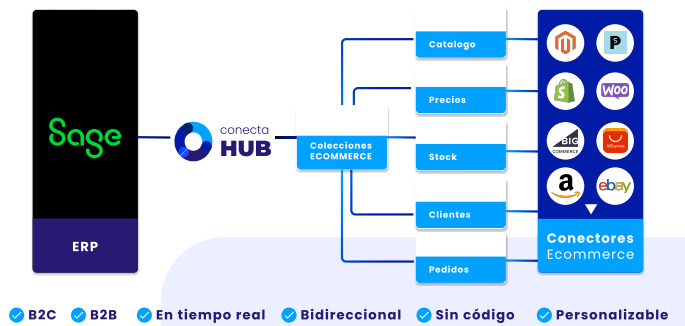 Sage
ERP
conecta
HUB
Colecciones
ECOMMERCE
Catalogo
Precios
Stock
Clientes
Pedidos
P
S
WOO
BIG
COMMERCE
AliExpress
a
ebay
Conectores
Ecommerce
B2C
B2B
En tiempo real
Bidireccional
Sin código
Personalizable